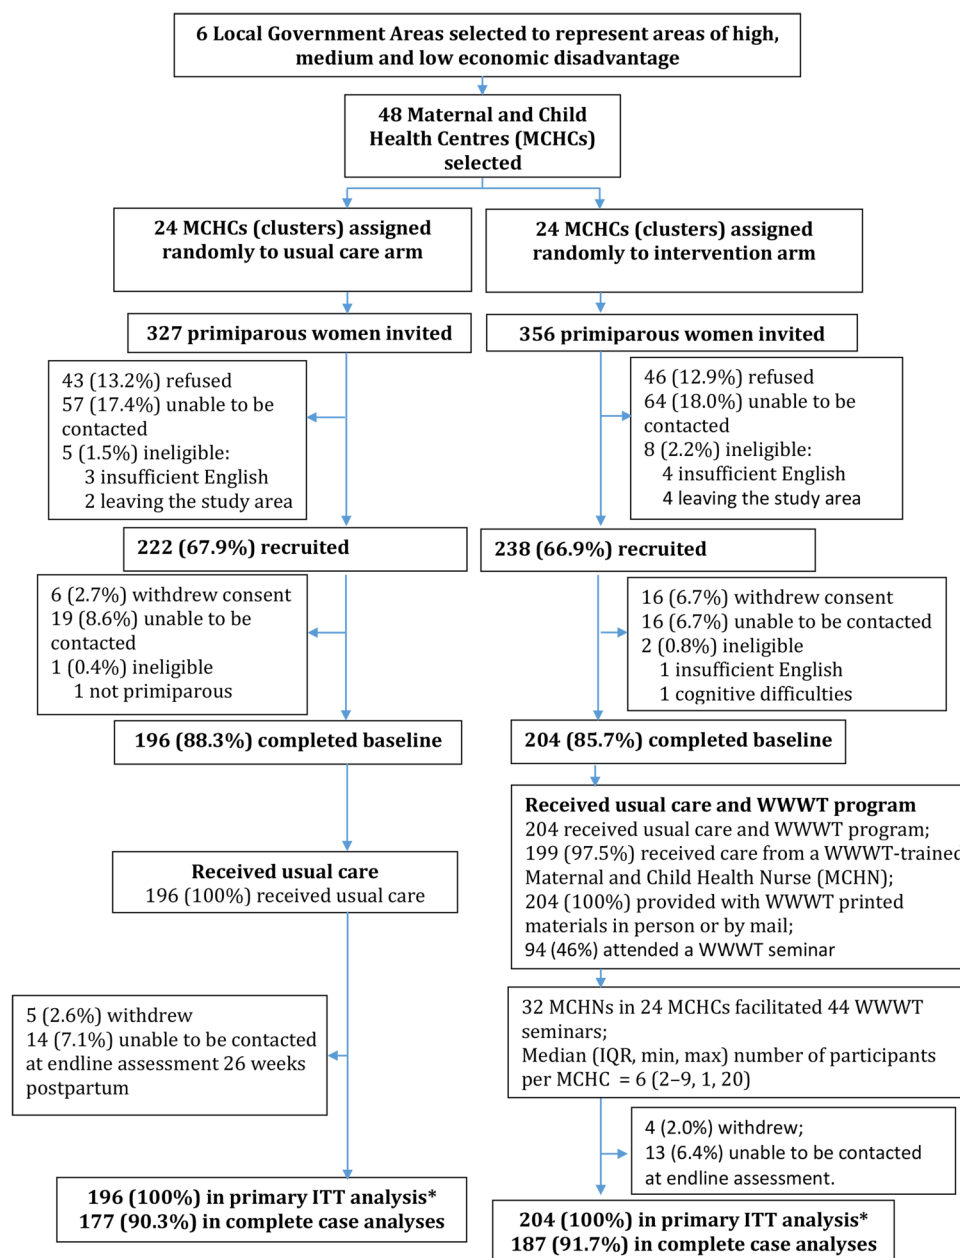 6 Local Government Areas selected to represent areas of high,
medium and low economic disadvantage
48 Maternal and Child
Health Centres (MCHCs)
selected
24 MCHCs (clusters) assigned
randomly to usual care arm
24 MCHCs (clusters) assigned
randomly to intervention arm
327 primiparous women invited
356 primiparous women invited
43 (13.2%) refused
57 (17.4%) unable to be
contacted
5 (1.5%) ineligible:
3 insufficient English
2 leaving the study area
46 (12.9%) refused
64 (18.0%) unable to be
contacted
8 (2.2%) ineligible:
4 insufficient English
4 leaving the study area
222 (67.9%) recruited
238 (66.9%) recruited
6 (2.7%) withdrew consent
19 (8.6%) unable to be
contacted
1 (0.4%) ineligible
1 not primiparous
16 (6.7%) withdrew consent
16 (6.7%) unable to be contacted
2 (0.8%) ineligible
1 insufficient English
1 cognitive difficulties
196 (88.3%) completed baseline
204 (85.7%) completed baseline
Received usual care
196 (100%) received usual care
Received usual care and WWWT program
204 received usual care and WWWT program;
199 (97.5%) received care from a WWWT-trained
Maternal and Child Health Nurse (MCHN);
204 (100%) provided with WWWT printed
materials in person or by mail;
94 (46%) attended a WWWT seminar
5 (2.6%) withdrew
14 (7.1%) unable to be contacted
at endline assessment 26 weeks
postpartum
32 MCHNs in 24 MCHCs facilitated 44 WWWT
seminars;
Median (IQR, min, max) number of participants
per MCHC = 6 (2–9, 1, 20)
4 (2.0%) withdrew;
13 (6.4%) unable to be contacted
at endline assessment.
196 (100%) in primary ITT analysis*
177 (90.3%) in complete case analyses
204 (100%) in primary ITT analysis*
187 (91.7%) in complete case analyses